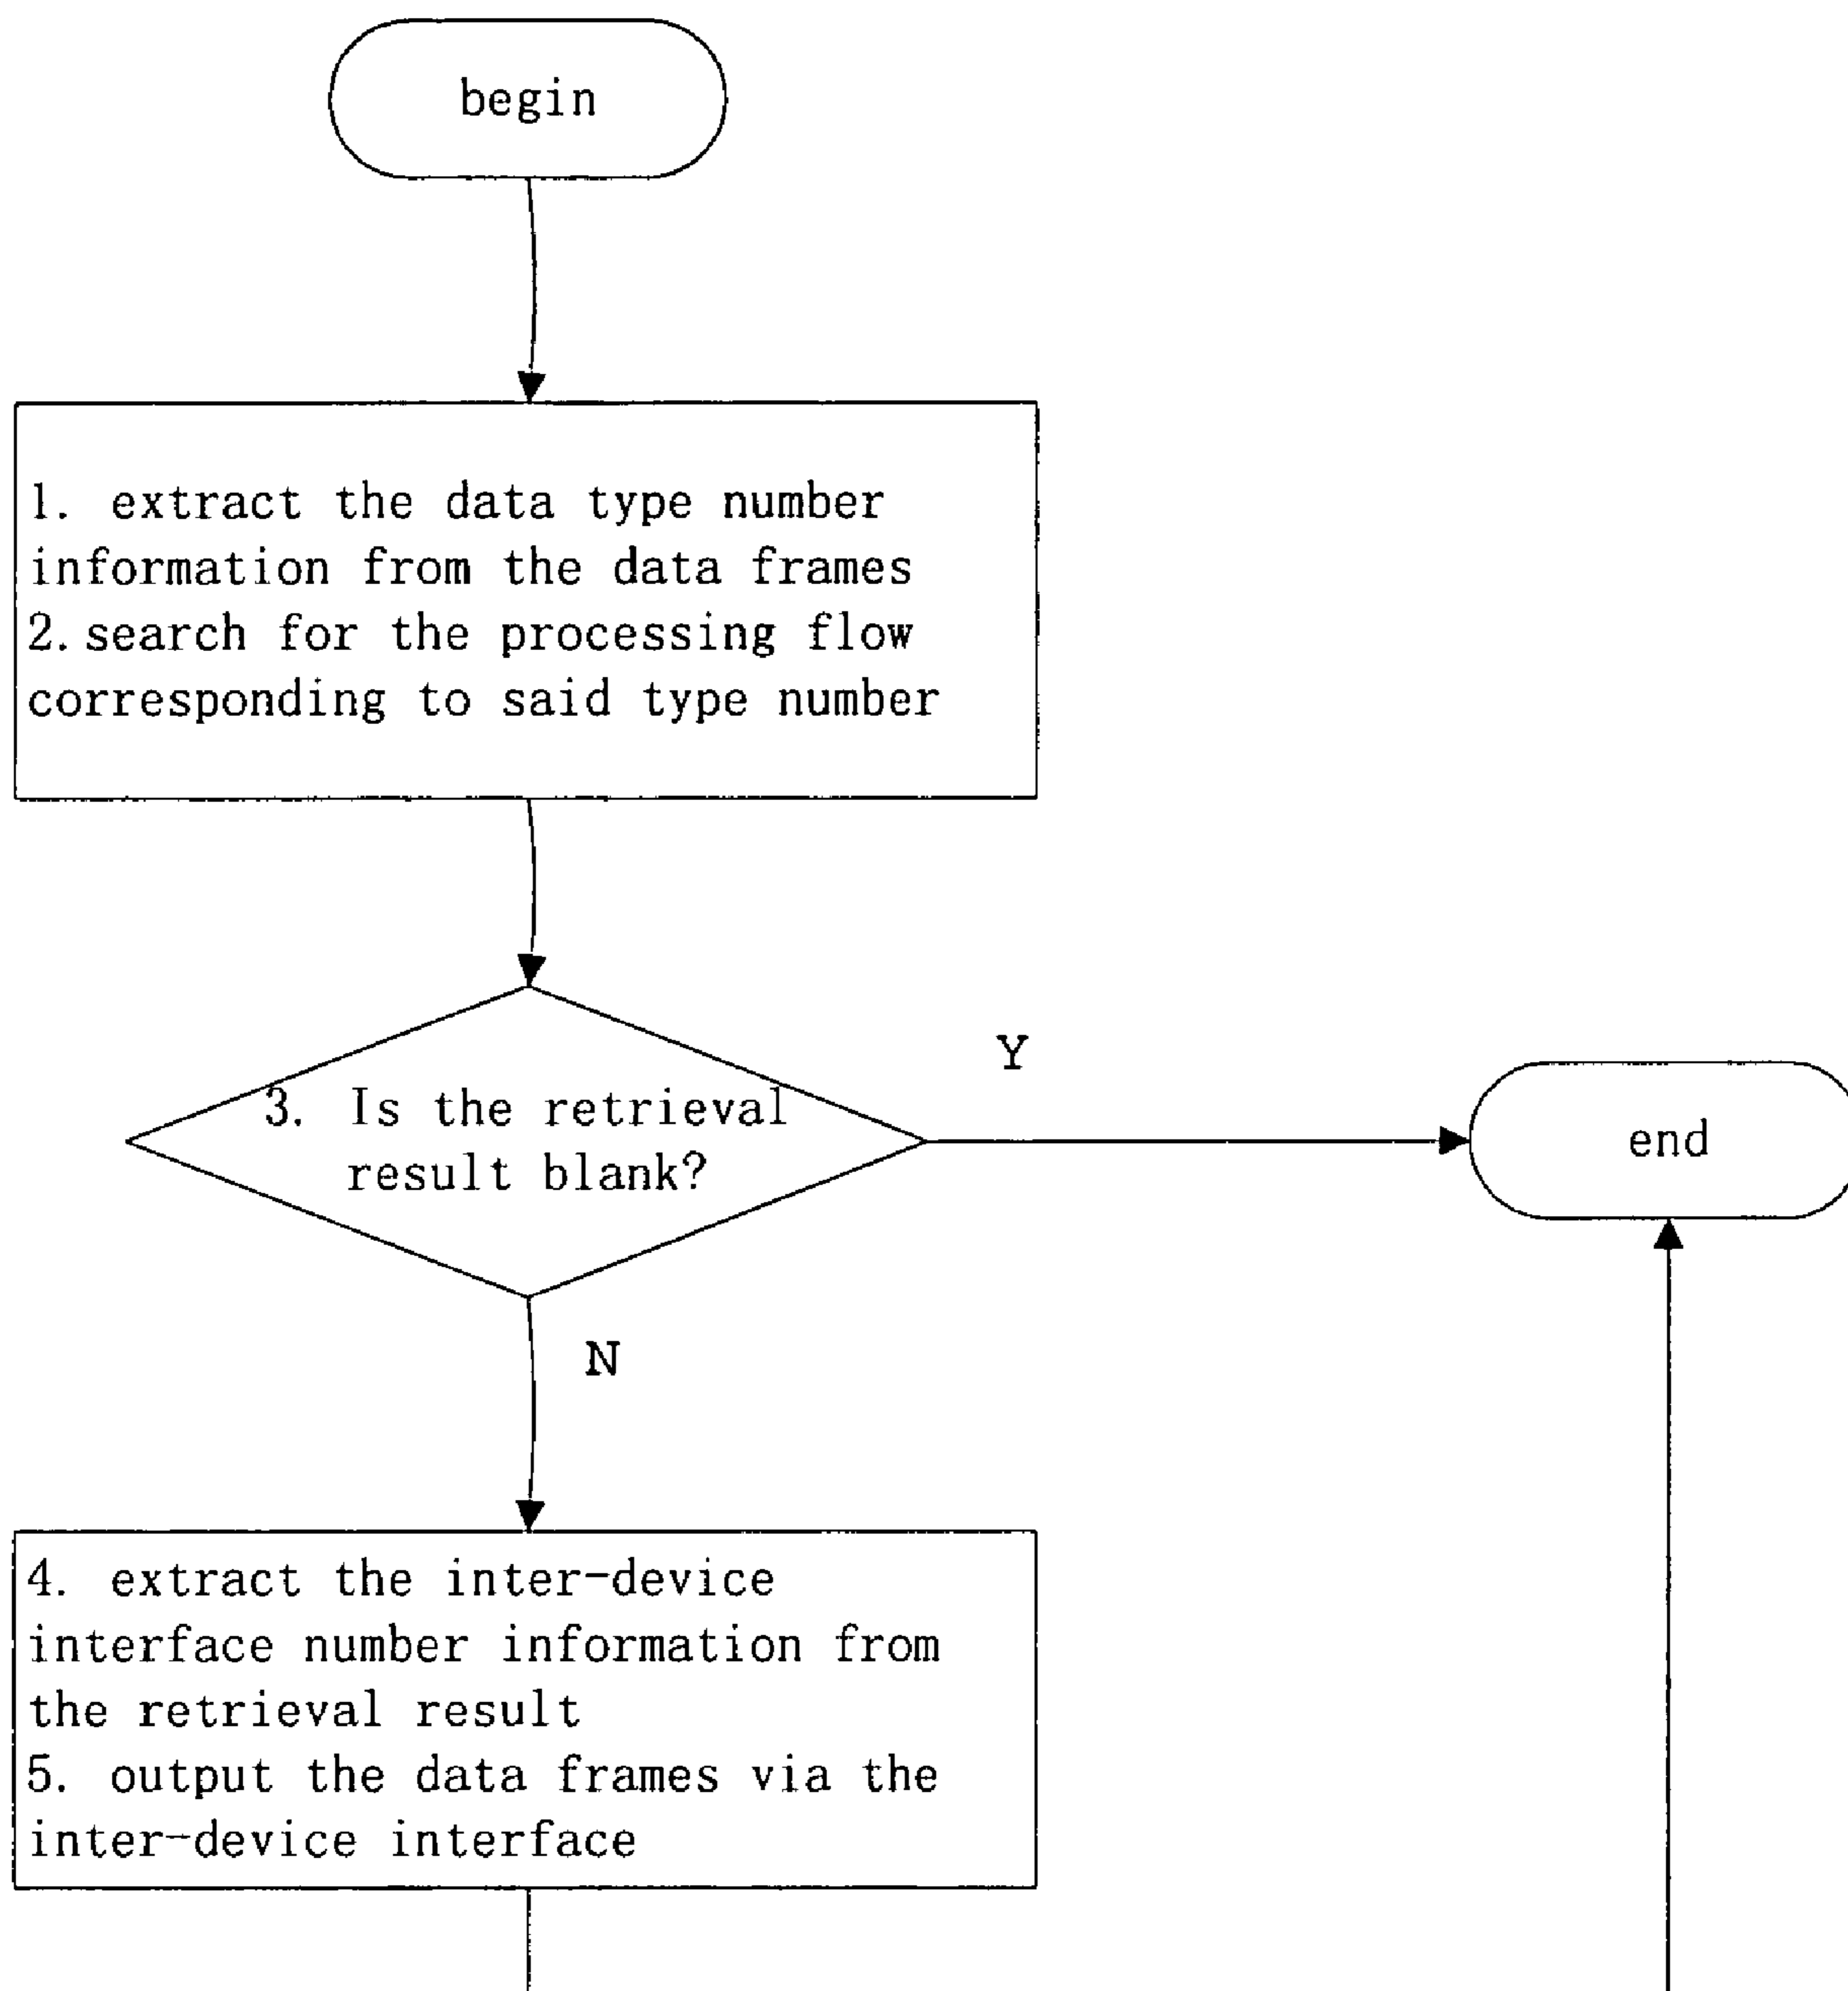 begin
1. extract the data type number
information from the data frames
2. search for the processing flow
corresponding to said type number
Y
3. Is the retrieval
result blank?
end
N
4. extract the inter-device
interface number information from
the retrieval result
5. output the data frames via the
inter-device interface